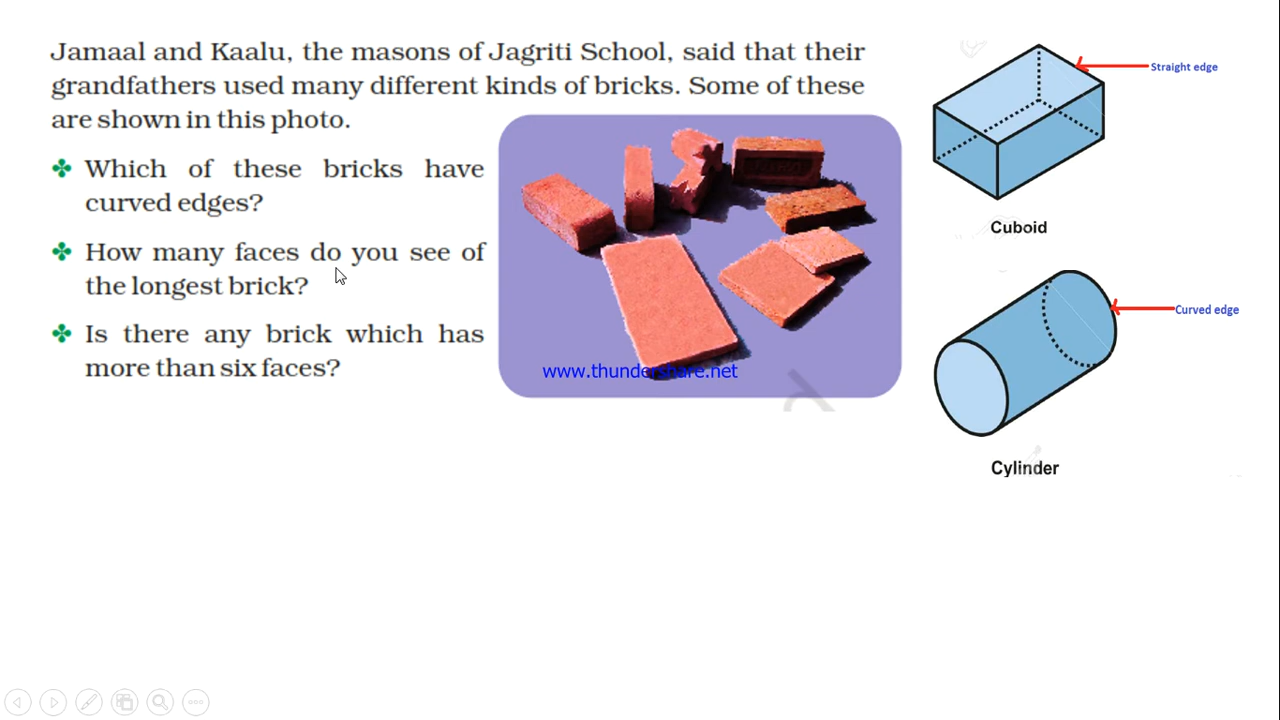 Jamaal and Kaalu, the masons of Jagriti School, said that their
grandfathers used many different kinds of bricks. Some of these
are shown in this photo.
Which of these bricks have
curved edges?
How many faces do you see of
the longest brick?
Is there any brick which has
more than six faces?
www.thundershare.net
Straight edge
Cuboid
Curved edge
Cylinder